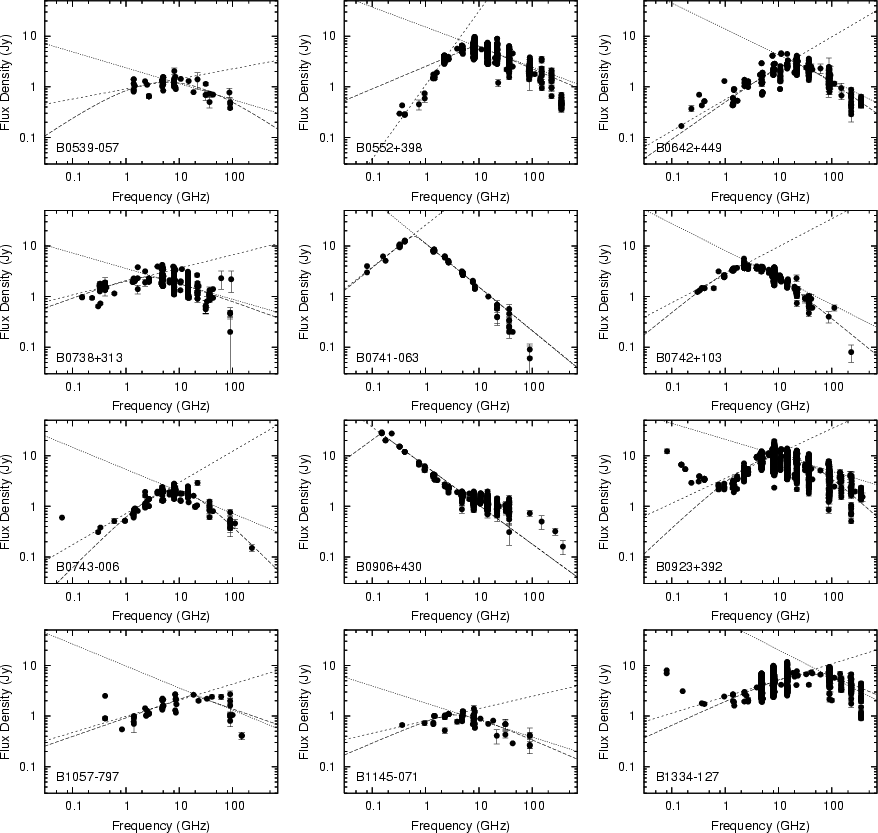 Flux Density (Jy)
10
1
0.1
B0539-057
0.1
1
10
100
Frequency (GHz)
Flux Density (Jy)
10
1
0.1
B0552+398
0.1
1
10
100
Frequency (GHz)
Flux Density (Jy)
10
1
0.1
B0642+449
0.1
1
10
100
Frequency (GHz)
Flux Density (Jy)
10
1
0.1
B0738+313
0.1
1
10
100
Frequency (GHz)
Flux Density (Jy)
10
1
0.1
B0741-063
0.1
1
10
100
Frequency (GHz)
Flux Density (Jy)
10
1
0.1
B0742+103
0.1
1
10
100
Frequency (GHz)
Flux Density (Jy)
10
1
0.1
B0743-006
0.1
1
10
100
Frequency (GHz)
Flux Density (Jy)
10
1
0.1
B0906+430
0.1
1
10
100
Frequency (GHz)
Flux Density (Jy)
10
1
0.1
B0923+392
0.1
1
10
100
Frequency (GHz)
Flux Density (Jy)
10
1
0.1
B1057-797
0.1
1
10
100
Frequency (GHz)
Flux Density (Jy)
10
1
0.1
B1145-071
0.1
1
10
100
Frequency (GHz)
Flux Density (Jy)
10
1
0.1
B1334-127
0.1
1
10
100
Frequency (GHz)